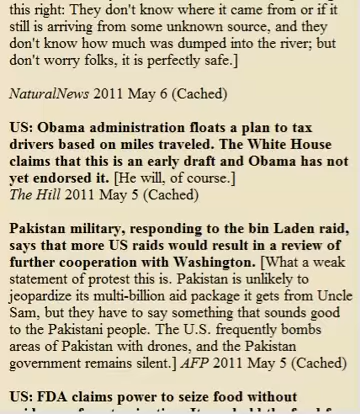 this right: They don't know where it came from or if it
still is arriving from some unknown source, and they
don't know how much was dumped into the river; but
don't worry folks, it is perfectly safe.]
NaturalNews 2011 May 6 (Cached)
US: Obama administration floats a plan to tax
drivers based on miles traveled. The White House
claims that this is an early draft and Obama has not
yet endorsed it. [He will, of course.]
The Hill 2011 May 5 (Cached)
Pakistan military, responding to the bin Laden raid,
says that more US raids would result in a review of
further cooperation with Washington. [What a weak
statement of protest this is. Pakistan is unlikely to
jeopardize its multi-billion aid package it gets from Uncle
Sam, but they have to say something that sounds good
to the Pakistani people. The U.S. frequently bombs
areas of Pakistan with drones, and the Pakistan
government remains silent.] AFP 2011 May 5 (Cached)
US: FDA claims power to seize food without